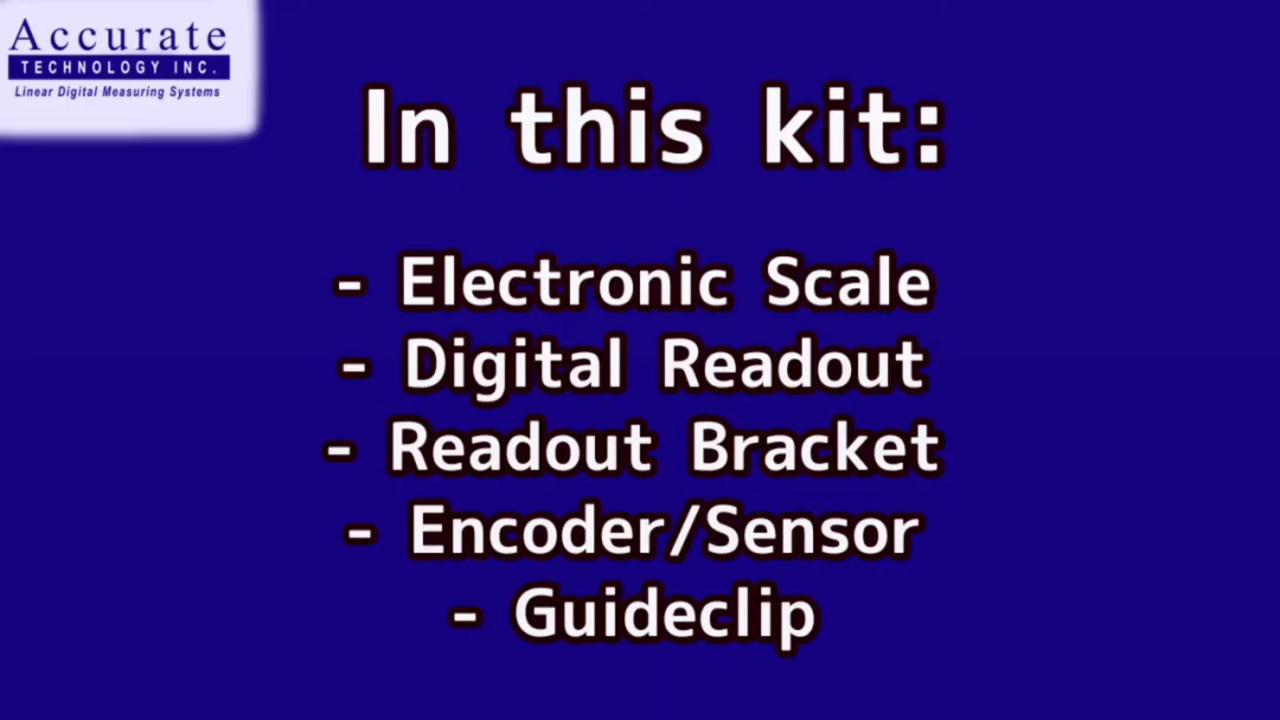 Accurate
TECHNOLOGY INC.
Linear Digital Measuring Systems
In this kit:
- Electronic Scale
- Digital Readout
- Readout Bracket
- Encoder/Sensor
- Guideclip